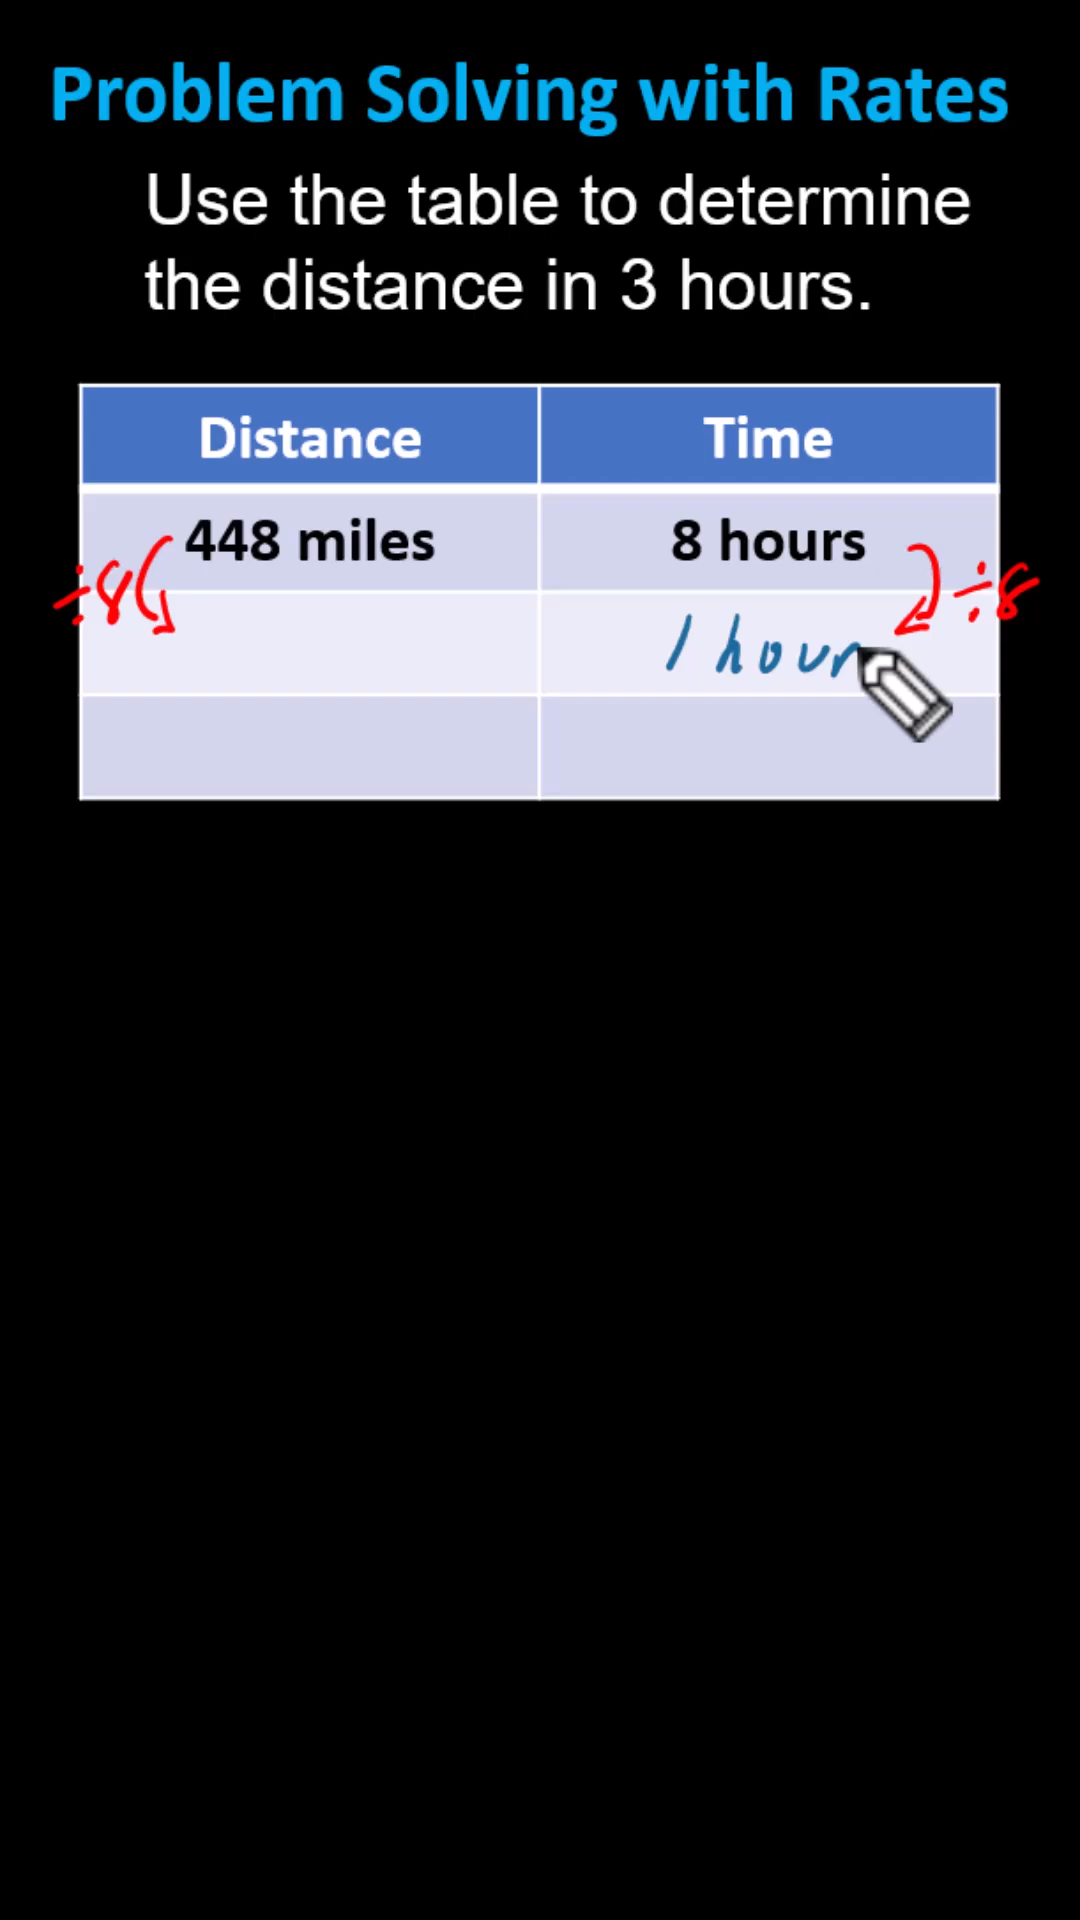 Problem Solving with Rates
Use the table to determine
the distance in 3 hours.
Distance Time
448 miles 8 hours
÷8 ÷8
1 hour